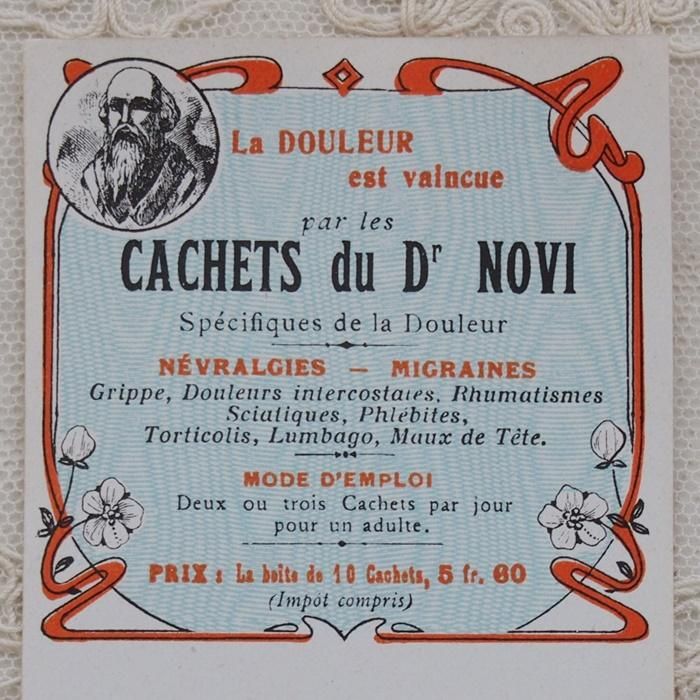 La DOULEUR
est vaincue
par les
CACHETS du Dr NOVI
Spécifiques de la Douleur
NÉVRALGIES — MIGRAINES
Grippe, Douleurs intercostales, Rhumatismes
Sciatiques, Phlébites,
Torticolis, Lumbago, Maux de Tête.
MODE D'EMPLOI
Deux ou trois Cachets par jour
pour un adulte.
PRIX : La boîte de 10 Cachets, 5 fr. 60
(Impôt compris)